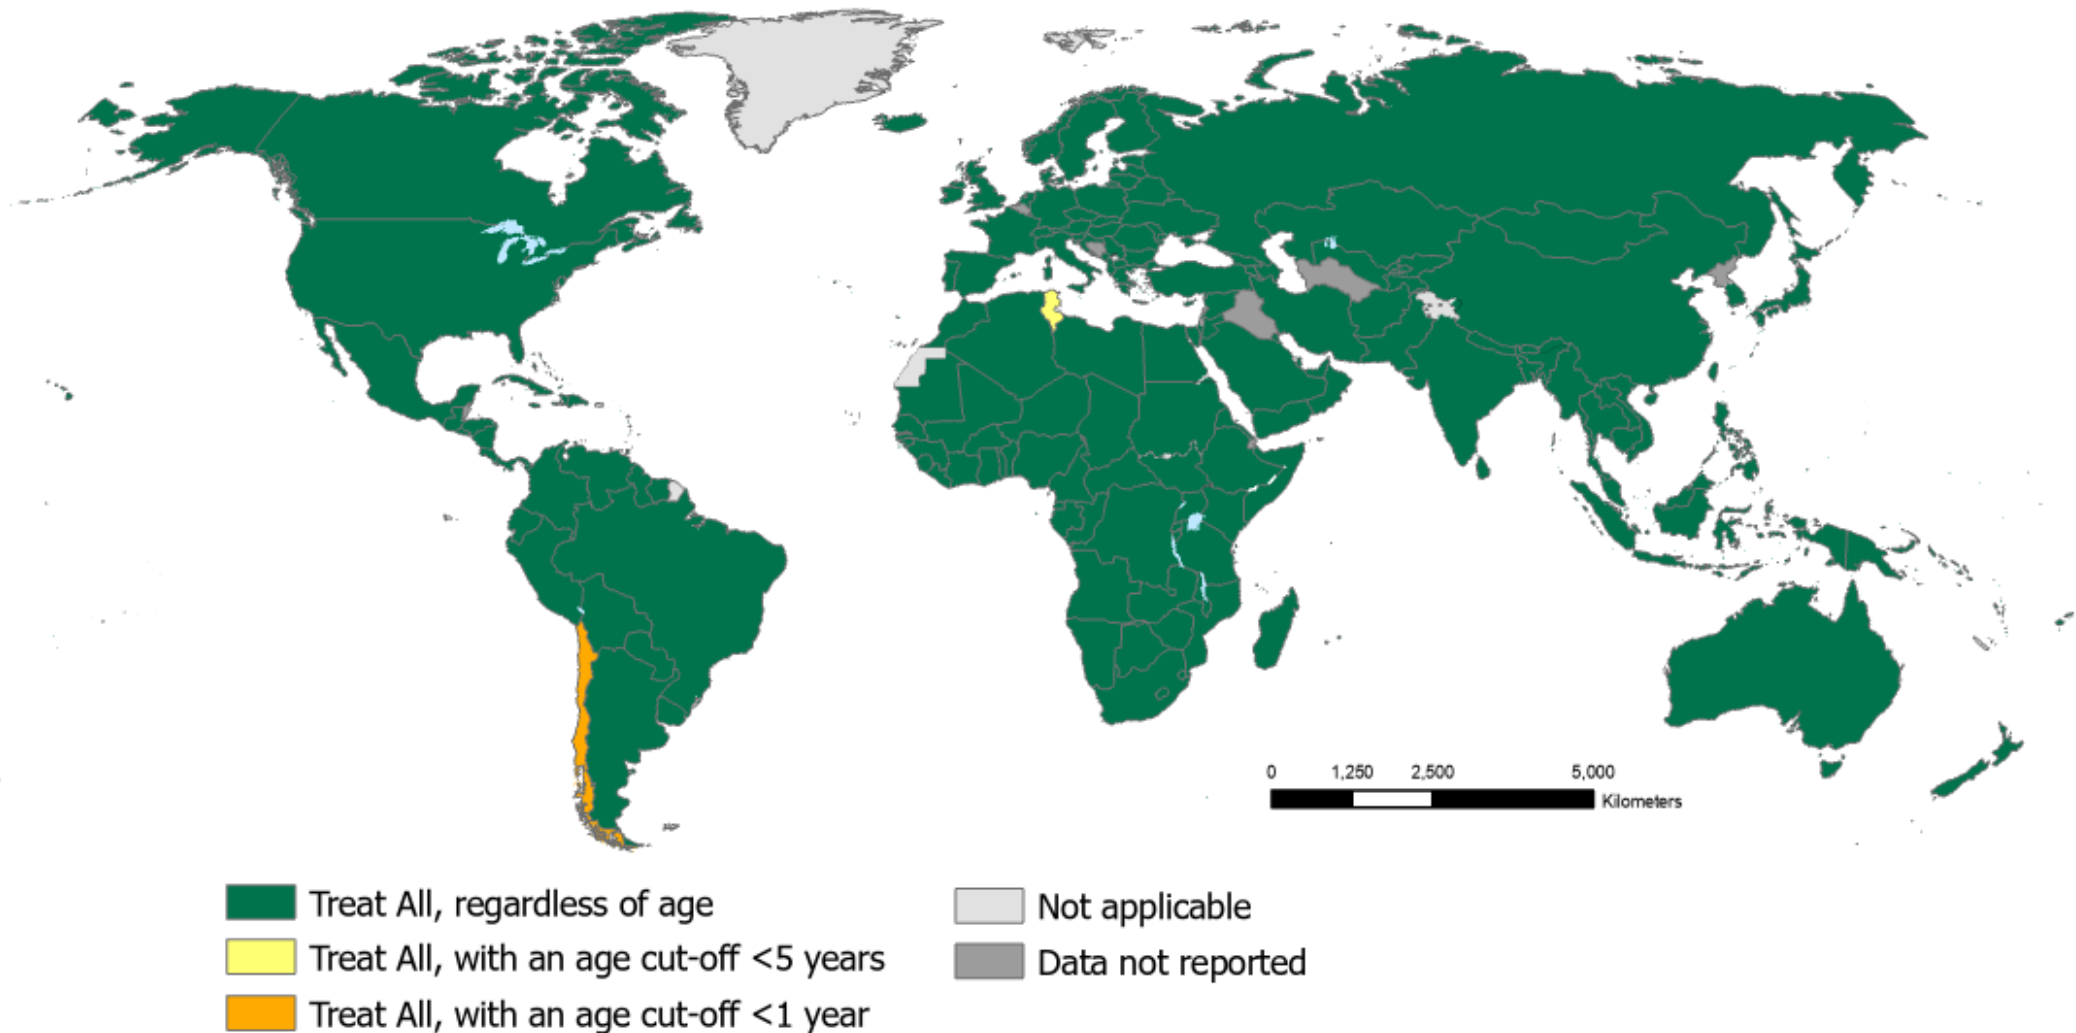 0 1,250 2,500 5,000
Kilometers
Treat All, regardless of age
Treat All, with an age cut-off <5 years
Treat All, with an age cut-off <1 year
Not applicable
Data not reported